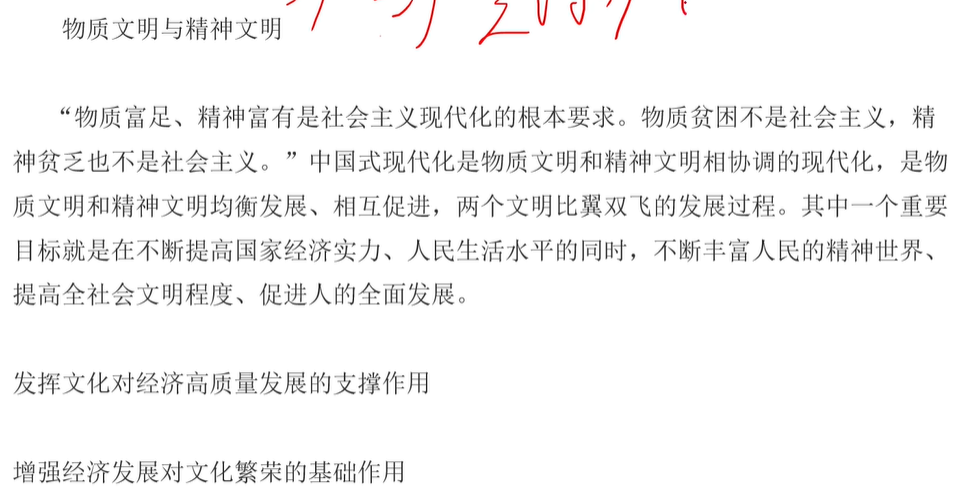 物质文明与精神文明
“物质富足、精神富有是社会主义现代化的根本要求。物质贫困不是社会主义，精
神贫乏也不是社会主义。”中国式现代化是物质文明和精神文明相协调的现代化，是物
质文明和精神文明均衡发展、相互促进，两个文明比翼双飞的发展过程。其中一个重要
目标就是在不断提高国家经济实力、人民生活水平的同时，不断丰富人民的精神世界、
提高全社会文明程度、促进人的全面发展。
发挥文化对经济高质量发展的支撑作用
增强经济发展对文化繁荣的基础作用